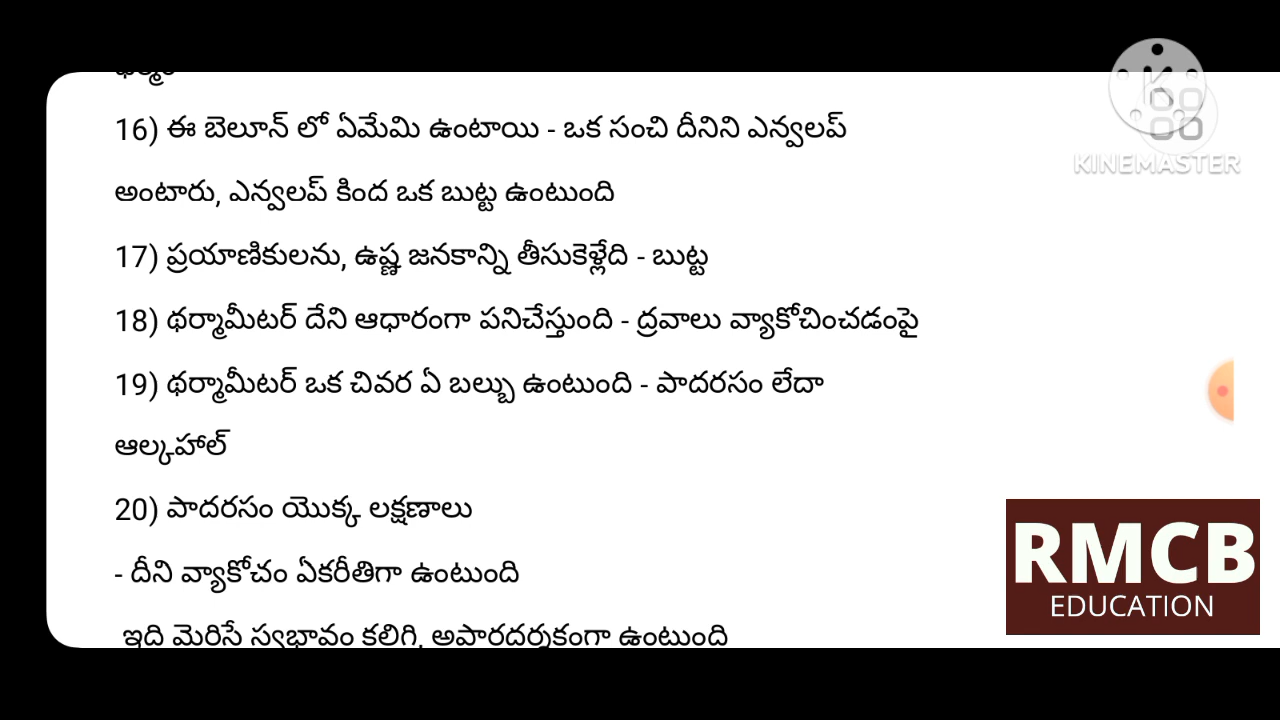 16) ఈ బెలూన్ లో ఏమేమి ఉంటాయి - ఒక సంచి దీనిని ఎన్వలప్
అంటారు, ఎన్వలప్ కింద ఒక బుట్ట ఉంటుంది
17) ప్రయాణికులను, ఉష్ణ జనకాన్ని తీసుకెళ్లేది - బుట్ట
18) థర్మామీటర్ దేని ఆధారంగా పనిచేస్తుంది - ద్రవాలు వ్యాకోచించడంపై
19) థర్మామీటర్ ఒక చివర ఏ బల్బు ఉంటుంది - పాదరసం లేదా
ఆల్కహాల్
20) పాదరసం యొక్క లక్షణాలు
- దీని వ్యాకోచం ఏకరీతిగా ఉంటుంది
ఇది మెరిసే స్వభావం కలిగి, అపారదర్శకంగా ఉంటుంది
KINEMASTER
RMCB
EDUCATION